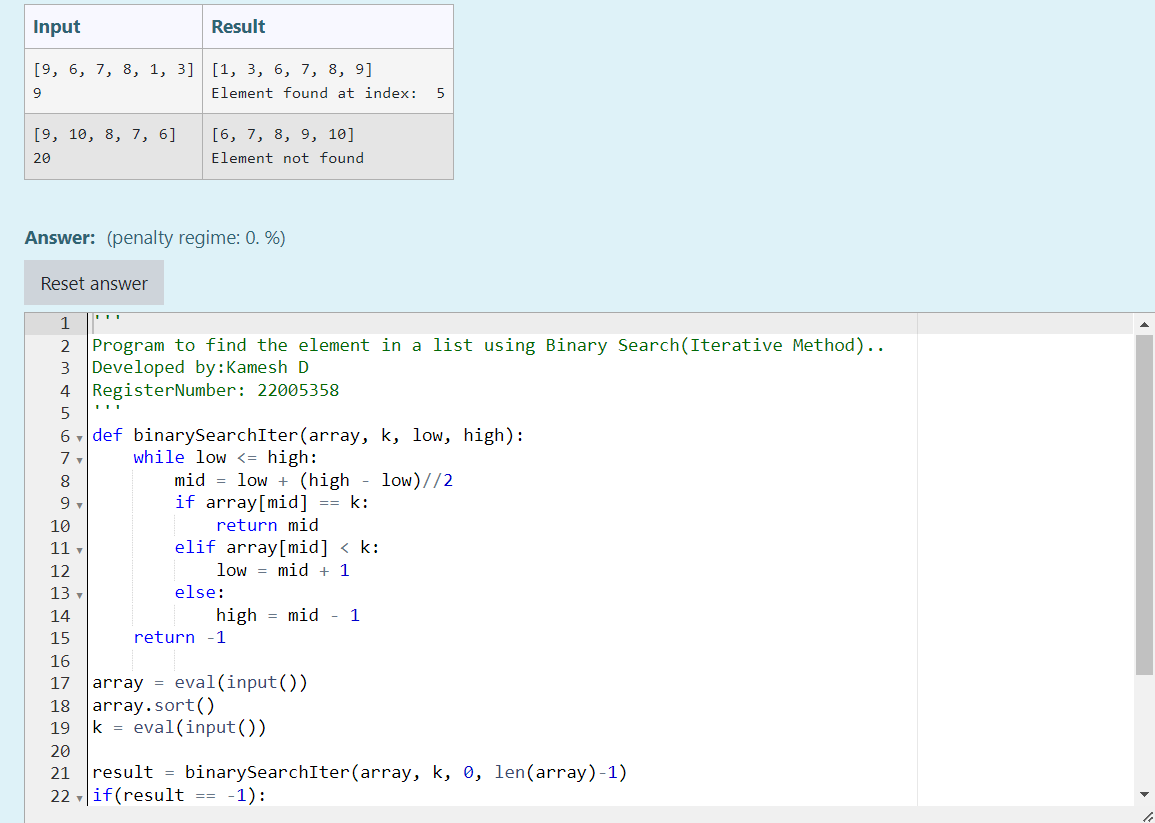 Input Result
[9, 6, 7, 8, 1, 3] [1, 3, 6, 7, 8, 9]
9 Element found at index:  5
[9, 10, 8, 7, 6] [6, 7, 8, 9, 10]
20 Element not found
Answer: (penalty regime: 0. %)
Reset answer
1 '''
2 Program to find the element in a list using Binary Search(Iterative Method)..
3 Developed by:Kamesh D
4 RegisterNumber: 22005358
5 '''
6 def binarySearchIter(array, k, low, high):
7     while low <= high:
8         mid = low + (high - low)//2
9         if array[mid] == k:
10             return mid
11         elif array[mid] < k:
12             low = mid + 1
13         else:
14             high = mid - 1
15     return -1
16
17 array = eval(input())
18 array.sort()
19 k = eval(input())
20
21 result = binarySearchIter(array, k, 0, len(array)-1)
22 if(result == -1):